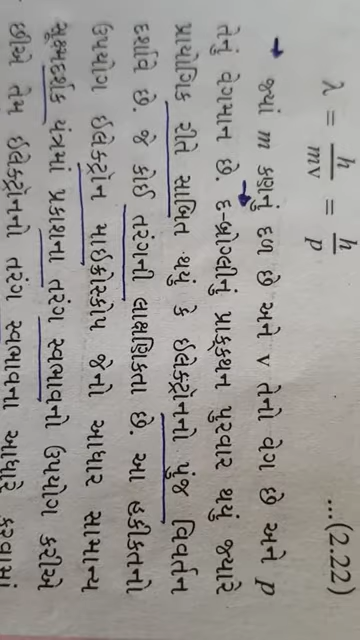 λ = h/mv = h/p ...(2.22)
જ્યાં m કણનું દળ છે અને v તેનો વેગ છે અને p
તેનું વેગમાન છે. દ-બ્રોગ્લીનું પ્રાક્કથન પુરવાર થયું જ્યારે
પ્રાયોગિક રીતે સાબિત થયું કે ઇલેક્ટ્રોનનો પુંજ વિવર્તન
દર્શાવે છે. જે કોઈ તરંગની લાક્ષણિકતા છે. આ હકીકતનો
ઉપયોગ ઇલેક્ટ્રોન માઈક્રોસ્કોપ જેનો આધાર સામાન્ય
સૂક્ષ્મદર્શક યંત્રમાં પ્રકાશના તરંગ સ્વભાવનો ઉપયોગ કરીએ
છીએ તેમ ઇલેક્ટ્રોનનો તરંગ સ્વભાવના આધારે કરવામાં